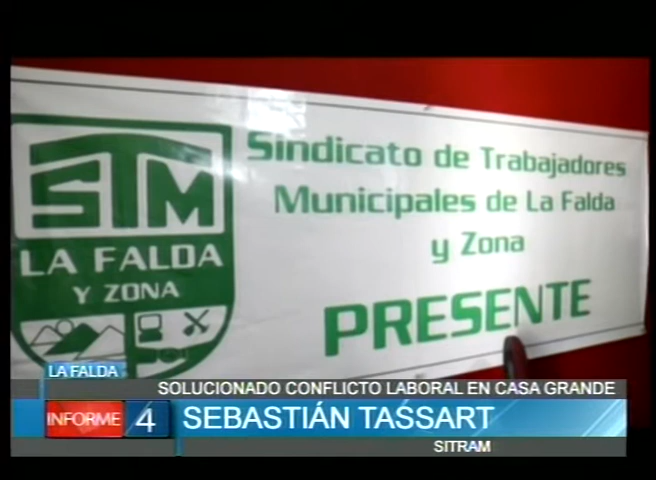 STM
LA FALDA
Y ZONA
Sindicato de Trabajadores
Municipales de La Falda
y Zona
PRESENTE
LA FALDA
SOLUCIONADO CONFLICTO LABORAL EN CASA GRANDE
INFORME 4
SEBASTIÁN TASSART
SITRAM